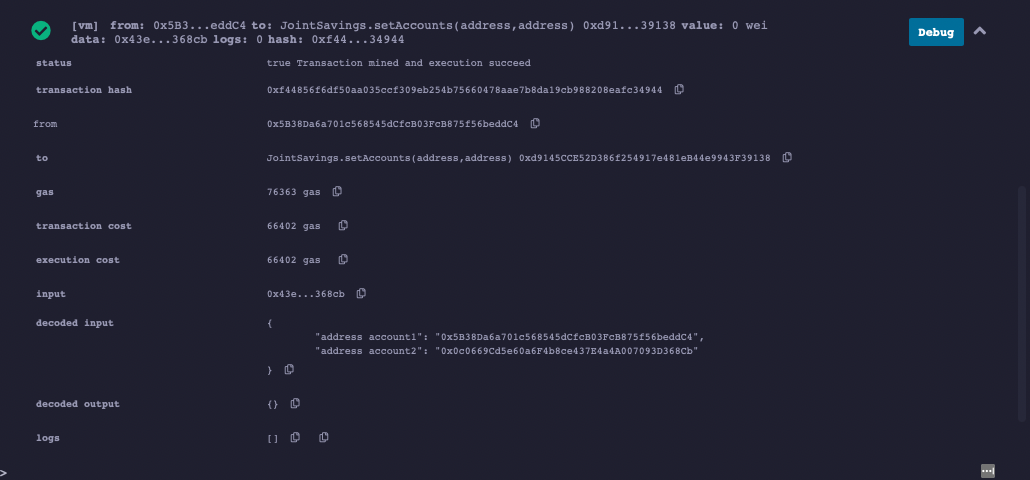 [vm] from: 0x5B3...eddC4 to: JointSavings.setAccounts(address,address) 0xd91...39138 value: 0 wei
data: 0x43e...368cb logs: 0 hash: 0xf44...34944
Debug
status true Transaction mined and execution succeed
transaction hash 0xf44856f6df50aa035ccf309eb254b75660478aae7b8da19cb988208eafc34944
from 0x5B38Da6a701c568545dCfcB03FcB875f56beddC4
to JointSavings.setAccounts(address,address) 0xd9145CCE52D386f254917e481eB44e9943F39138
gas 76363 gas
transaction cost 66402 gas
execution cost 66402 gas
input 0x43e...368cb
decoded input {
"address account1": "0x5B38Da6a701c568545dCfcB03FcB875f56beddC4",
"address account2": "0x0c0669Cd5e60a6F4b8ce437E4a4A007093D368Cb"
}
decoded output {}
logs []
>